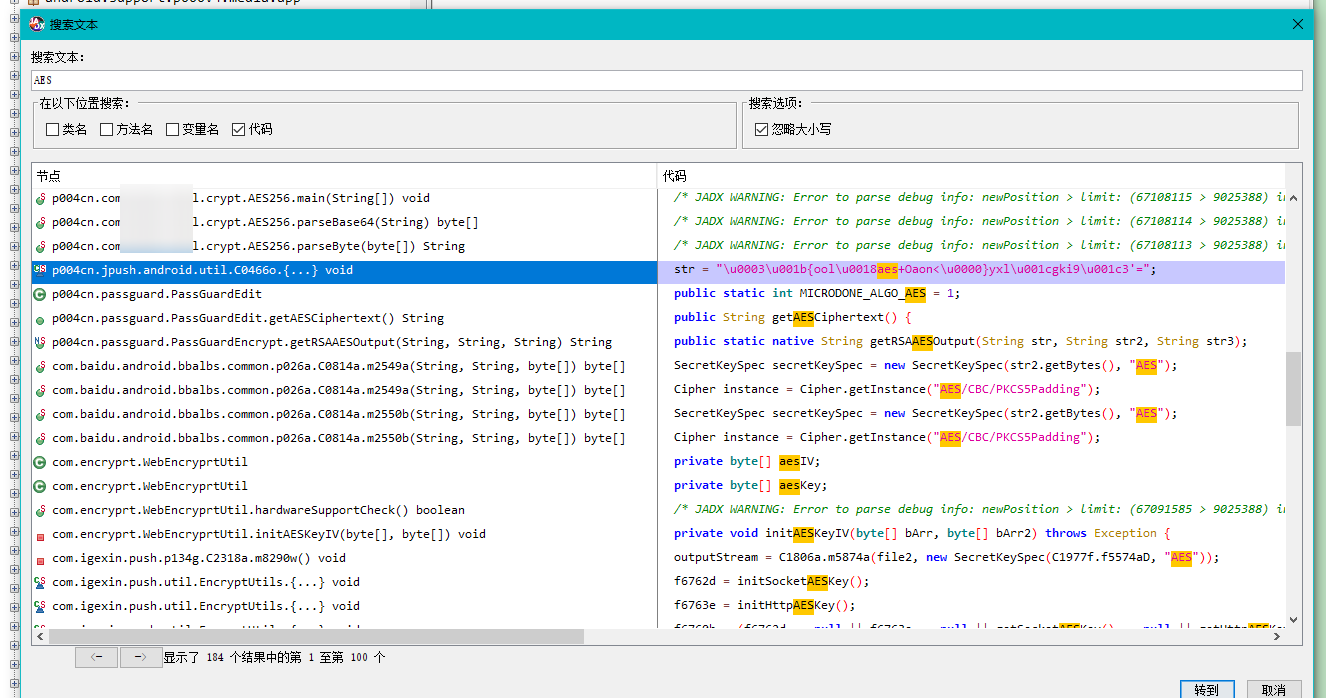 搜索文本
搜索文本:
AES
在以下位置搜索:
类名 方法名 变量名 代码
搜索选项:
忽略大小写
节点 代码
p004cn.com l.crypt.AES256.main(String[]) void /* JADX WARNING: Error to parse debug info: newPosition > limit: (67108115 > 9025388) i
p004cn.com l.crypt.AES256.parseBase64(String) byte[] /* JADX WARNING: Error to parse debug info: newPosition > limit: (67108114 > 9025388) i
p004cn.com l.crypt.AES256.parseByte(byte[]) String /* JADX WARNING: Error to parse debug info: newPosition > limit: (67108113 > 9025388) i
p004cn.jpush.android.util.C0466o.{...} void str = "\u0003\u001b{ool\u0018aes+Oaon<\u0000}yxl\u001cgki9\u001c3'=";
p004cn.passguard.PassGuardEdit public static int MICRODONE_ALGO_AES = 1;
p004cn.passguard.PassGuardEdit.getAESCiphertext() String public String getAESCiphertext() {
p004cn.passguard.PassGuardEncrypt.getRSAAESOutput(String, String, String) String public static native String getRSAAESOutput(String str, String str2, String str3);
com.baidu.android.bbalbs.common.p026a.C0814a.m2549a(String, String, byte[]) byte[] SecretKeySpec secretKeySpec = new SecretKeySpec(str2.getBytes(), "AES");
com.baidu.android.bbalbs.common.p026a.C0814a.m2549a(String, String, byte[]) byte[] Cipher instance = Cipher.getInstance("AES/CBC/PKCS5Padding");
com.baidu.android.bbalbs.common.p026a.C0814a.m2550b(String, String, byte[]) byte[] SecretKeySpec secretKeySpec = new SecretKeySpec(str2.getBytes(), "AES");
com.baidu.android.bbalbs.common.p026a.C0814a.m2550b(String, String, byte[]) byte[] Cipher instance = Cipher.getInstance("AES/CBC/PKCS5Padding");
com.encryprt.WebEncryprtUtil private byte[] aesIV;
com.encryprt.WebEncryprtUtil private byte[] aesKey;
com.encryprt.WebEncryprtUtil.hardwareSupportCheck() boolean /* JADX WARNING: Error to parse debug info: newPosition > limit: (67091585 > 9025388) i
com.encryprt.WebEncryprtUtil.initAESKeyIV(byte[], byte[]) void private void initAESKeyIV(byte[] bArr, byte[] bArr2) throws Exception {
com.igexin.push.p134g.C2318a.m8290w() void outputStream = C1806a.m5874a(file2, new SecretKeySpec(C1977f.f5574aD, "AES"));
com.igexin.push.util.EncryptUtils.{...} void f6762d = initSocketAESKey();
com.igexin.push.util.EncryptUtils.{...} void f6763e = initHttpAESKey();
<- -> 显示了 184 个结果中的第 1 至第 100 个
转到 取消